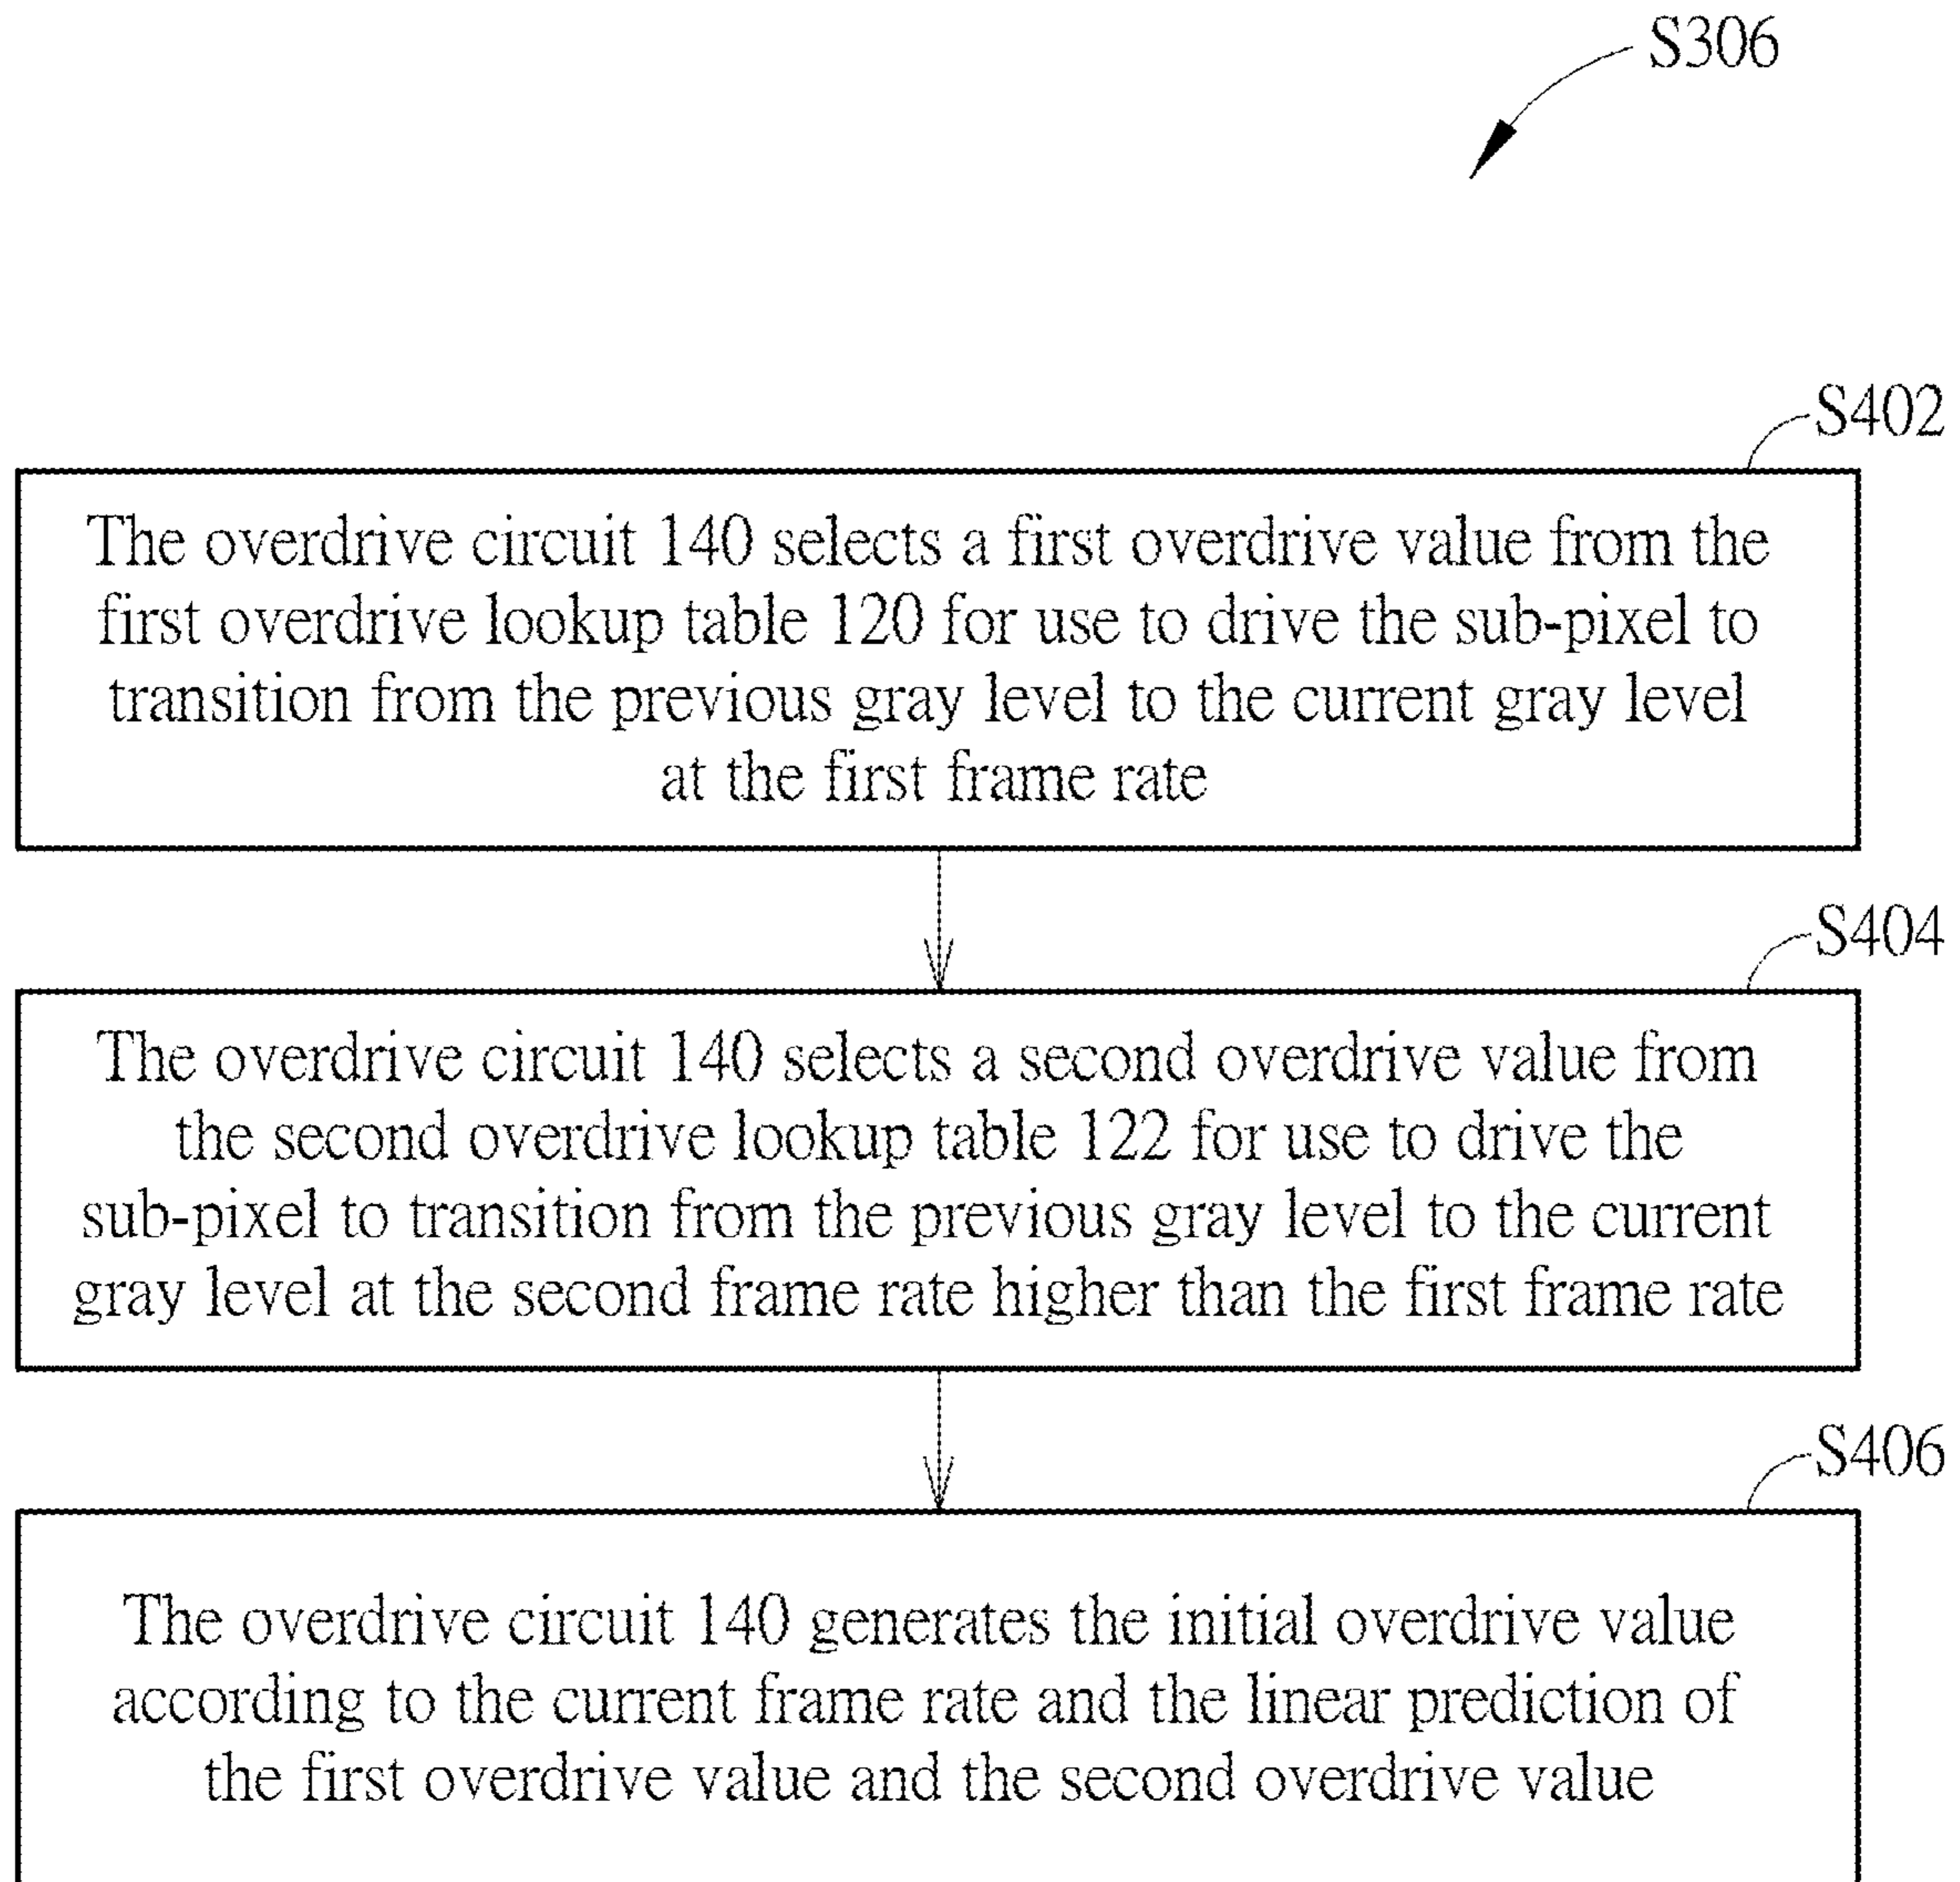 S306
S402
The overdrive circuit 140 selects a first overdrive value from the
first overdrive lookup table 120 for use to drive the sub-pixel to
transition from the previous gray level to the current gray level
at the first frame rate
S404
The overdrive circuit 140 selects a second overdrive value from
the second overdrive lookup table 122 for use to drive the
sub-pixel to transition from the previous gray level to the current
gray level at the second frame rate higher than the first frame rate
S406
The overdrive circuit 140 generates the initial overdrive value
according to the current frame rate and the linear prediction of
the first overdrive value and the second overdrive value